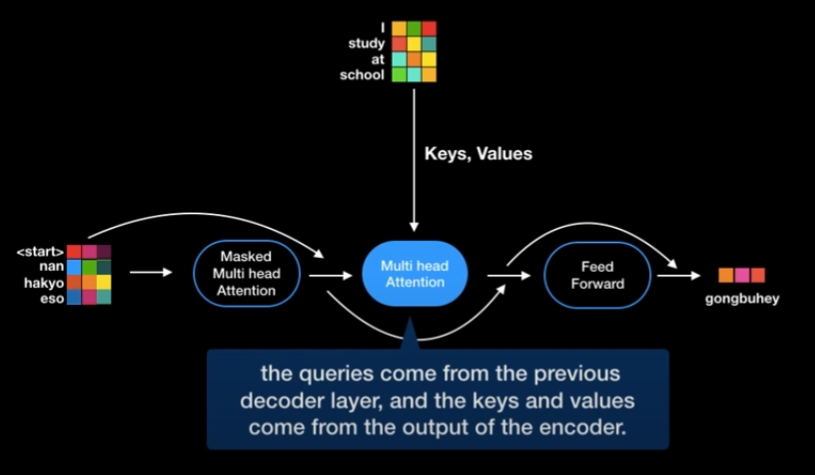 I
study
at
school
Keys, Values
<start>
nan
hakyo
eso
Masked
Multi head
Attention
Multi head
Attention
Feed
Forward
gongbuhey
the queries come from the previous
decoder layer, and the keys and values
come from the output of the encoder.